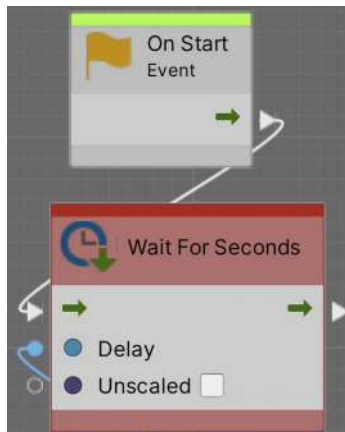 On Start
Event
Wait For Seconds
Delay
Unscaled